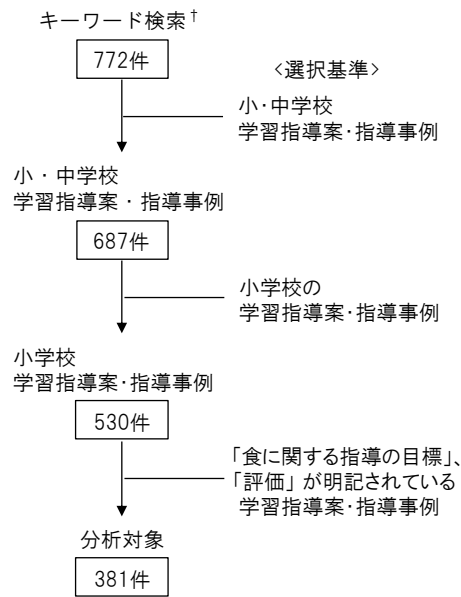 キーワード検索†
772件
<選択基準>
小・中学校
学習指導案・指導事例
小・中学校
学習指導案・指導事例
687件
小学校の
学習指導案・指導事例
小学校
学習指導案・指導事例
530件
「食に関する指導の目標」、
「評価」が明記されている
学習指導案・指導事例
分析対象
381件